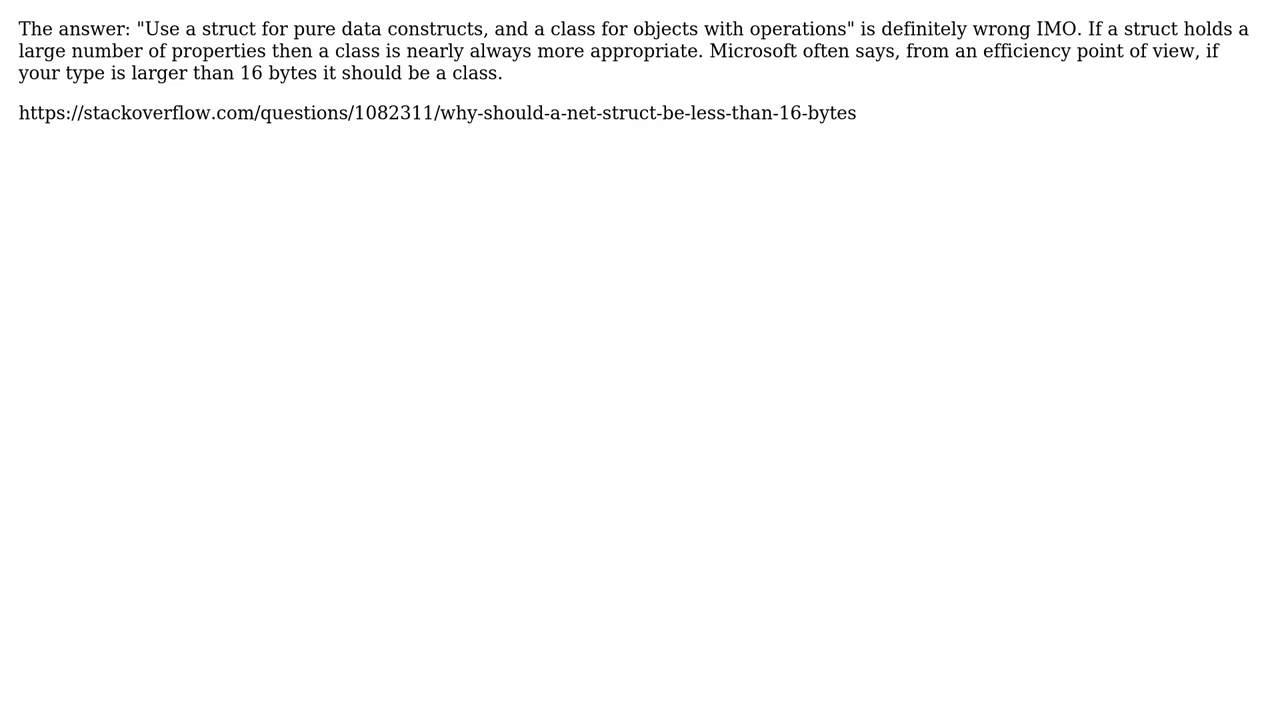 The answer: "Use a struct for pure data constructs, and a class for objects with operations" is definitely wrong IMO. If a struct holds a
large number of properties then a class is nearly always more appropriate. Microsoft often says, from an efficiency point of view, if
your type is larger than 16 bytes it should be a class.
https://stackoverflow.com/questions/1082311/why-should-a-net-struct-be-less-than-16-bytes